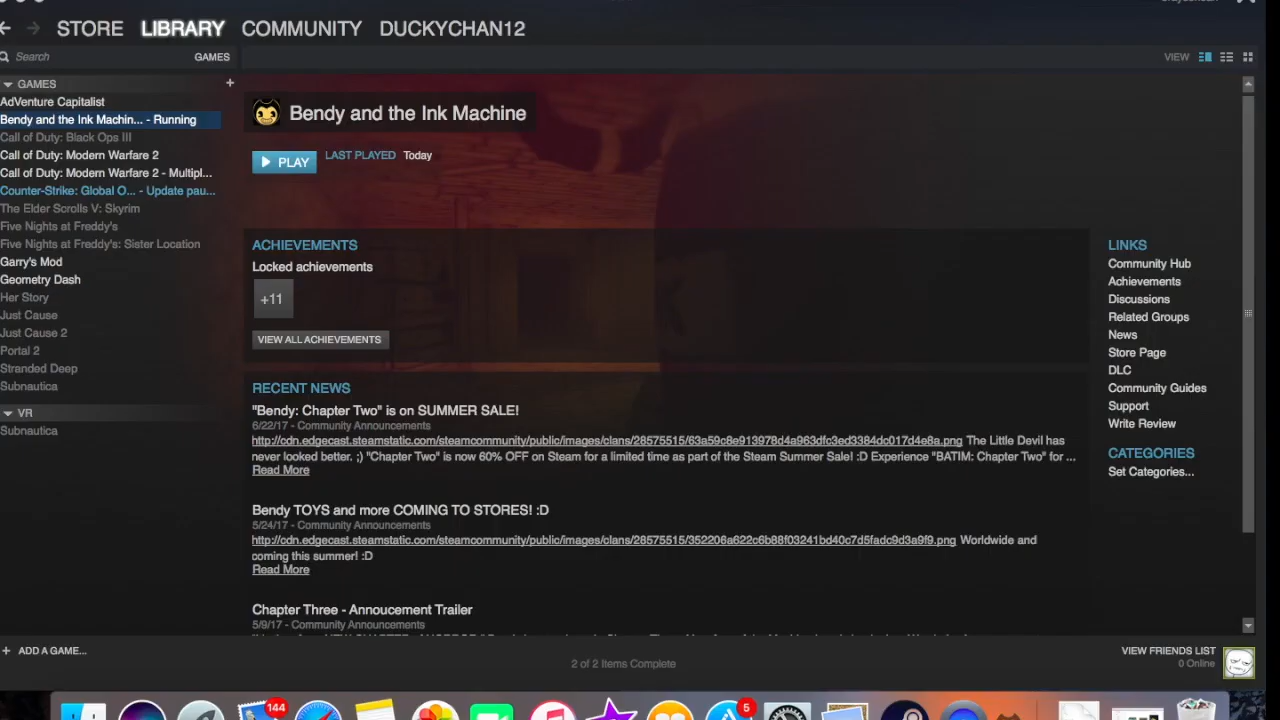 STORE LIBRARY COMMUNITY DUCKYCHAN12
Search GAMES
VIEW
GAMES
AdVenture Capitalist
Bendy and the Ink Machin... - Running
Call of Duty: Black Ops III
Call of Duty: Modern Warfare 2
Call of Duty: Modern Warfare 2 - Multipl...
Counter-Strike: Global O... - Update pau...
The Elder Scrolls V: Skyrim
Five Nights at Freddy's
Five Nights at Freddy's: Sister Location
Garry's Mod
Geometry Dash
Her Story
Just Cause
Just Cause 2
Portal 2
Stranded Deep
Subnautica
VR
Subnautica
Bendy and the Ink Machine
PLAY LAST PLAYED Today
ACHIEVEMENTS
Locked achievements
+11
VIEW ALL ACHIEVEMENTS
RECENT NEWS
"Bendy: Chapter Two" is on SUMMER SALE!
6/22/17 - Community Announcements
http://cdn.edgecast.steamstatic.com/steamcommunity/public/images/clans/28575515/63a59c8e913978d4a963dfc3ed3384dc017d4e8a.png The Little Devil has
never looked better. ;) "Chapter Two" is now 60% OFF on Steam for a limited time as part of the Steam Summer Sale! :D Experience "BATIM: Chapter Two" for ...
Read More
Bendy TOYS and more COMING TO STORES! :D
5/24/17 - Community Announcements
http://cdn.edgecast.steamstatic.com/steamcommunity/public/images/clans/28575515/352206a622c6b88f03241bd40c7d5fadc9d3a9f9.png Worldwide and
coming this summer! :D
Read More
Chapter Three - Annoucement Trailer
5/9/17 - Community Announcements
LINKS
Community Hub
Achievements
Discussions
Related Groups
News
Store Page
DLC
Community Guides
Support
Write Review
CATEGORIES
Set Categories...
+ ADD A GAME...
2 of 2 Items Complete
VIEW FRIENDS LIST
0 Online
144
5